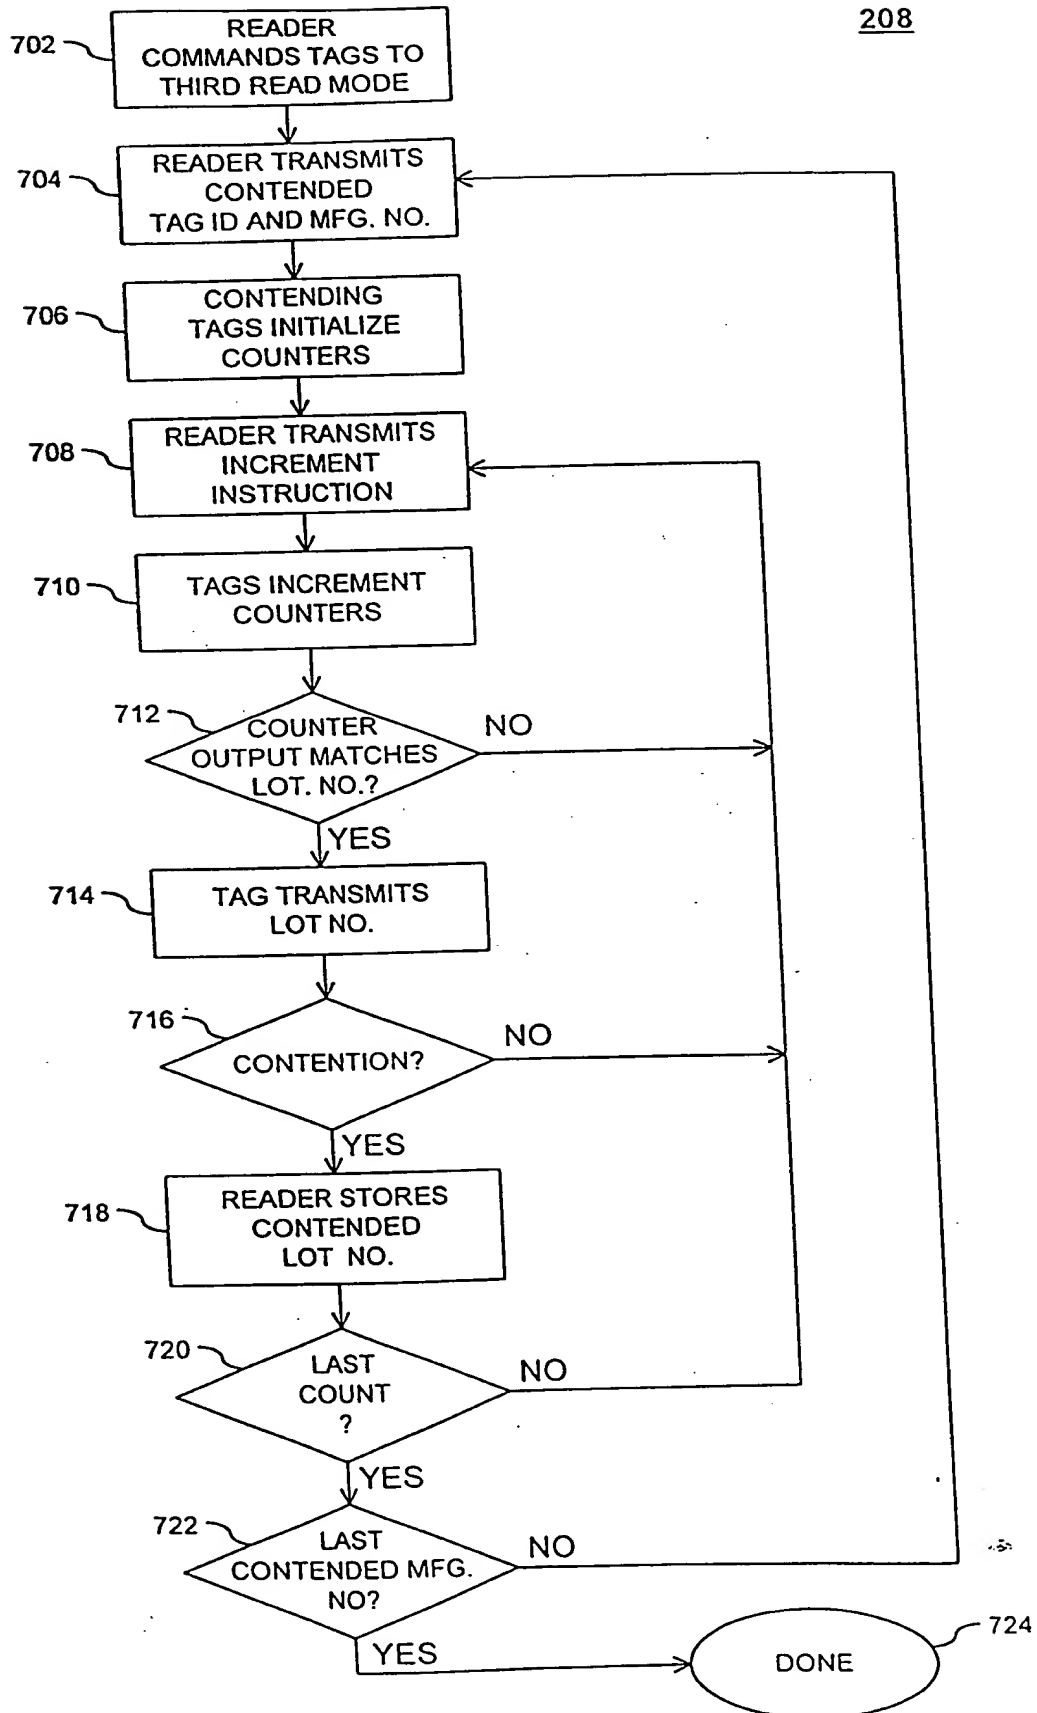 208
702
READER
COMMANDS TAGS TO
THIRD READ MODE
704
READER TRANSMITS
CONTENDED
TAG ID AND MFG. NO.
706
CONTENDING
TAGS INITIALIZE
COUNTERS
708
READER TRANSMITS
INCREMENT
INSTRUCTION
710
TAGS INCREMENT
COUNTERS
712
COUNTER
OUTPUT MATCHES
LOT. NO.?
NO
YES
714
TAG TRANSMITS
LOT NO.
716
CONTENTION?
NO
YES
718
READER STORES
CONTENDED
LOT NO.
720
LAST
COUNT
?
NO
YES
722
LAST
CONTENDED MFG.
NO?
NO
YES
724
DONE